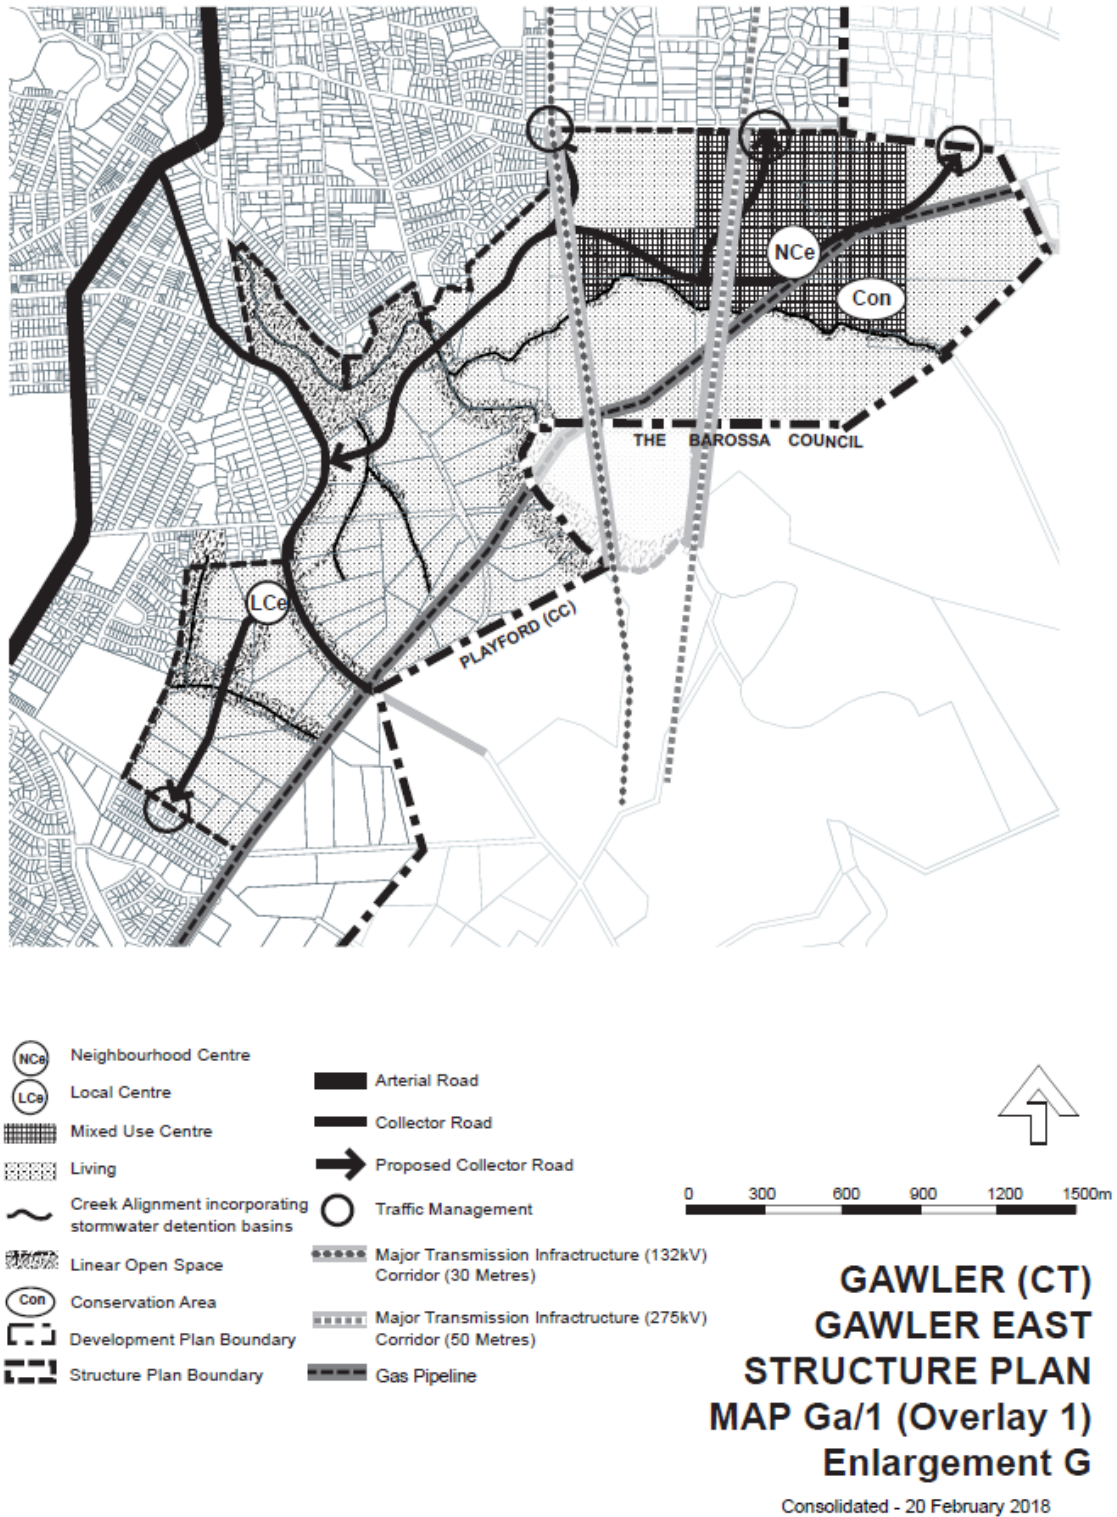 NCe
Con
THE BAROSSA COUNCIL
LCe
PLAYFORD (CC)
NCe Neighbourhood Centre
LCe Local Centre
Mixed Use Centre
Living
Creek Alignment incorporating
stormwater detention basins
Linear Open Space
Con Conservation Area
Development Plan Boundary
Structure Plan Boundary
Arterial Road
Collector Road
Proposed Collector Road
Traffic Management
Major Transmission Infractructure (132kV)
Corridor (30 Metres)
Major Transmission Infractructure (275kV)
Corridor (50 Metres)
Gas Pipeline
0 300 600 900 1200 1500m
GAWLER (CT)
GAWLER EAST
STRUCTURE PLAN
MAP Ga/1 (Overlay 1)
Enlargement G
Consolidated - 20 February 2018